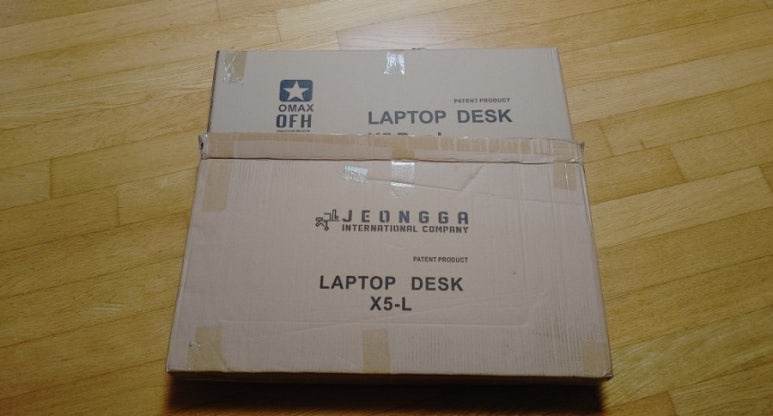 OMAX
OFH
PATENT PRODUCT
LAPTOP DESK
JEONGGA
INTERNATIONAL COMPANY
PATENT PRODUCT
LAPTOP DESK
X5-L